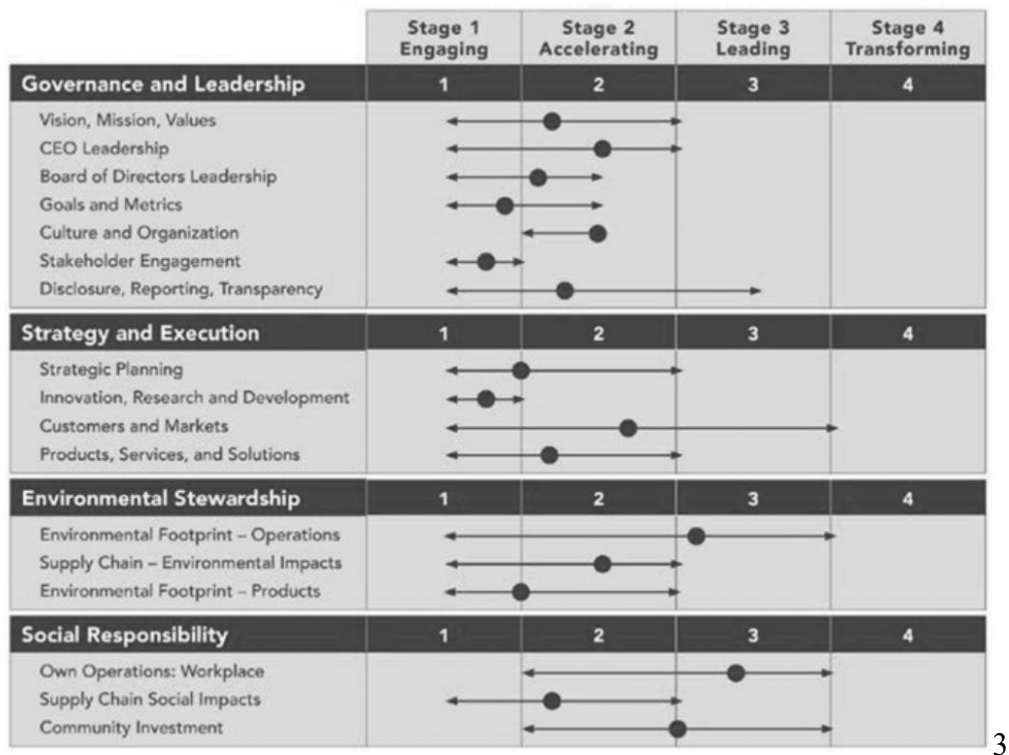 Stage 1 Stage 2 Stage 3 Stage 4
Engaging Accelerating Leading Transforming
Governance and Leadership 1 2 3 4
Vision, Mission, Values
CEO Leadership
Board of Directors Leadership
Goals and Metrics
Culture and Organization
Stakeholder Engagement
Disclosure, Reporting, Transparency
Strategy and Execution 1 2 3 4
Strategic Planning
Innovation, Research and Development
Customers and Markets
Products, Services, and Solutions
Environmental Stewardship 1 2 3 4
Environmental Footprint – Operations
Supply Chain – Environmental Impacts
Environmental Footprint – Products
Social Responsibility 1 2 3 4
Own Operations: Workplace
Supply Chain Social Impacts
Community Investment
3